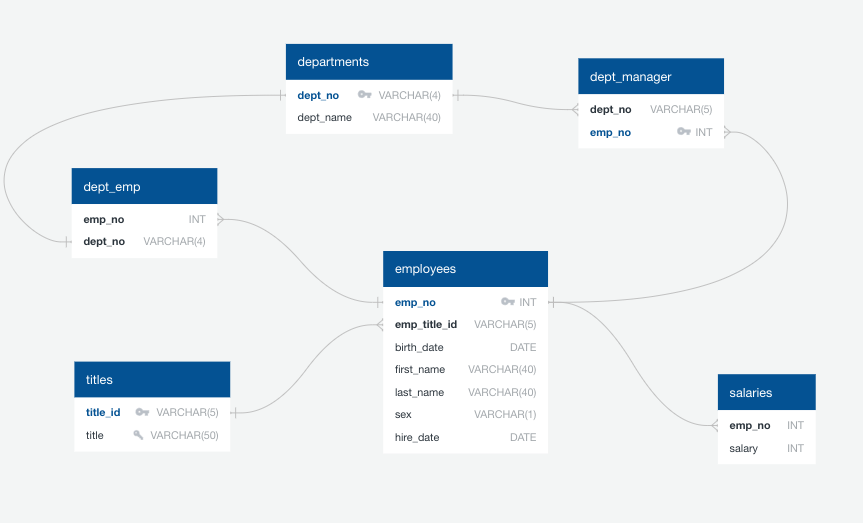 departments
dept_no VARCHAR(4)
dept_name VARCHAR(40)
dept_manager
dept_no VARCHAR(5)
emp_no INT
dept_emp
emp_no INT
dept_no VARCHAR(4)
employees
emp_no INT
emp_title_id VARCHAR(5)
birth_date DATE
first_name VARCHAR(40)
last_name VARCHAR(40)
sex VARCHAR(1)
hire_date DATE
titles
title_id VARCHAR(5)
title VARCHAR(50)
salaries
emp_no INT
salary INT